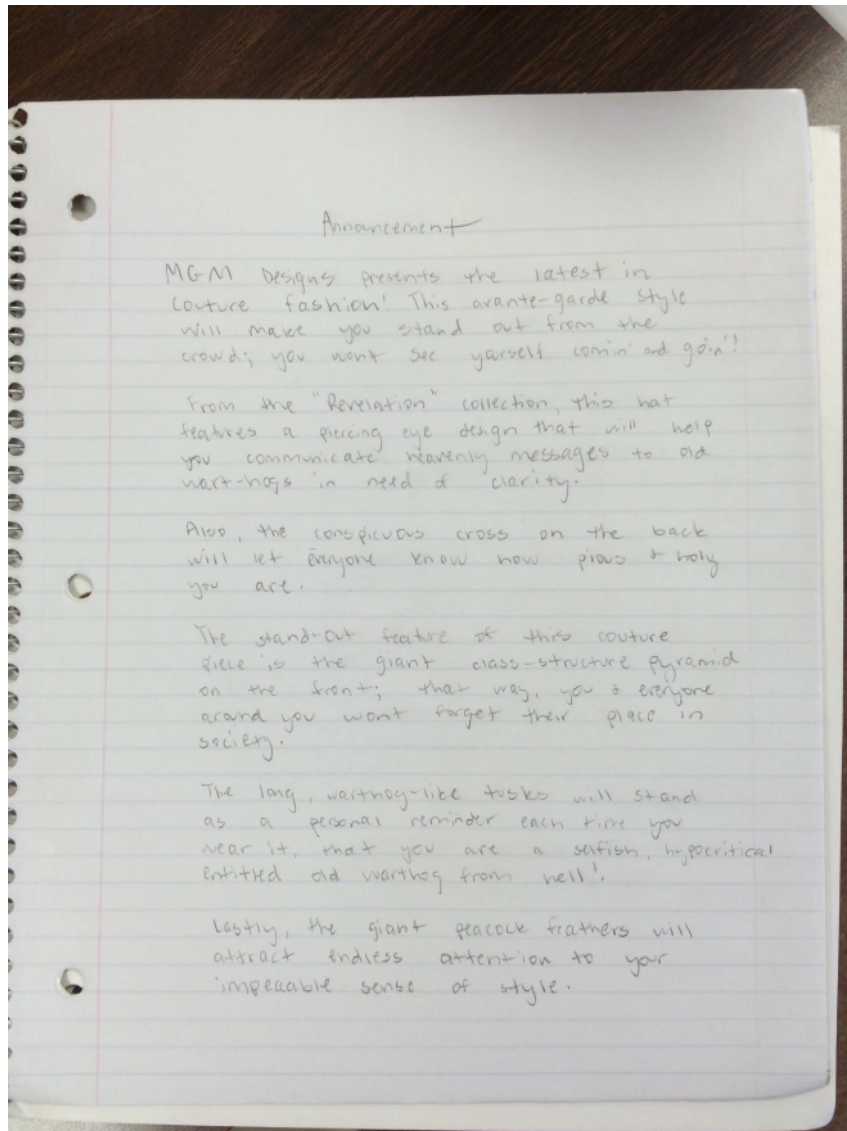 Announcement
MGM Designs presents the latest in
couture fashion! This avante-garde style
will make you stand out from the
crowd; you wont see yourself comin' and goin'!
From the "Revelation" collection, this hat
features a piercing eye design that will help
you communicate heavenly messages to old
wart-hogs in need of clarity.
Also, the conspicuous cross on the back
will let everyone know how pious & holy
you are.
The stand-out feature of this couture
piece is the giant class-structure pyramid
on the front; that way, you & everyone
around you wont forget their place in
society.
The long, warthog-like tusks will stand
as a pesonal reminder each time you
wear it, that you are a selfish, hypocritical
entitled old warthog from hell!
Lastly, the giant peacock feathers will
attract endless attention to your
impeccable sense of style.